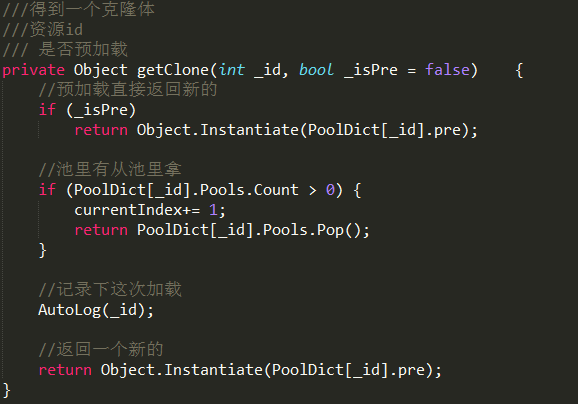 ///得到一个克隆体
///资源id
/// 是否预加载
private Object getClone(int _id, bool _isPre = false)    {
    //预加载直接返回新的
    if (_isPre)
        return Object.Instantiate(PoolDict[_id].pre);

    //池里有从池里拿
    if (PoolDict[_id].Pools.Count > 0) {
        currentIndex+= 1;
        return PoolDict[_id].Pools.Pop();
    }

    //记录下这次加载
    AutoLog(_id);

    //返回一个新的
    return Object.Instantiate(PoolDict[_id].pre);
}